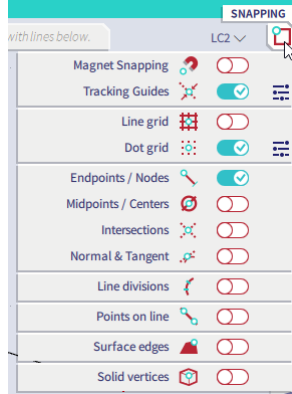 SNAPPING
with lines below.
LC2
Magnet Snapping
Tracking Guides
Line grid
Dot grid
Endpoints / Nodes
Midpoints / Centers
Intersections
Normal & Tangent
Line divisions
Points on line
Surface edges
Solid vertices